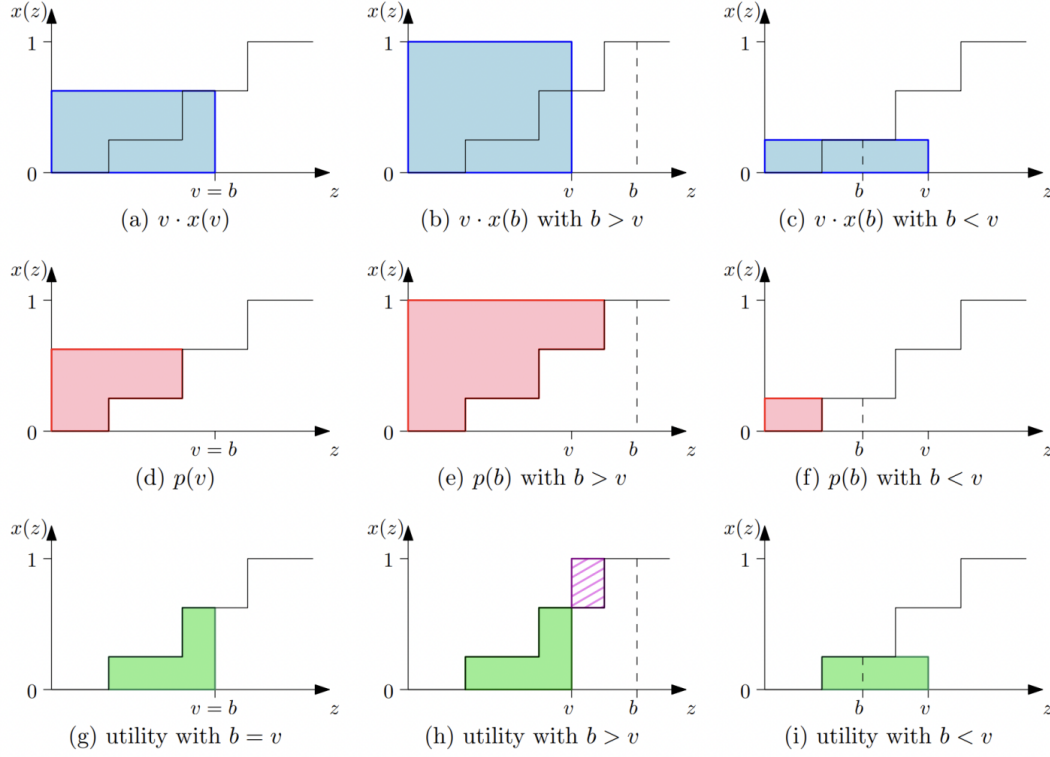 x(z) x(z) x(z)
1 1 1
0 0 0
v = b z v b z b v z
(a) v · x(v) (b) v · x(b) with b > v (c) v · x(b) with b < v
x(z) x(z) x(z)
1 1 1
0 0 0
v = b z v b z b v z
(d) p(v) (e) p(b) with b > v (f) p(b) with b < v
x(z) x(z) x(z)
1 1 1
0 0 0
v = b z v b z b v z
(g) utility with b = v (h) utility with b > v (i) utility with b < v